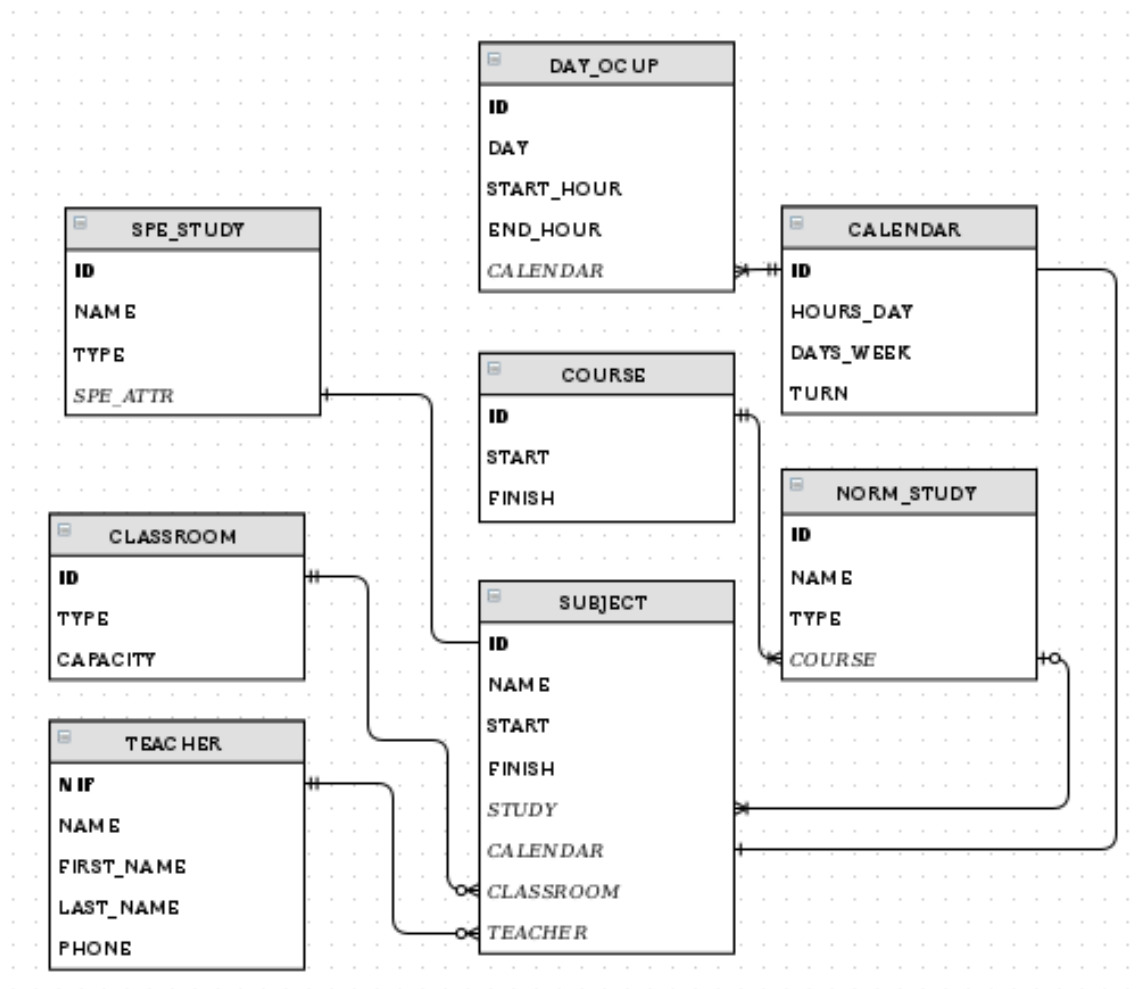 DAY_OCUP
ID
DAY
START_HOUR
END_HOUR
CALENDAR
SPE_STUDY
ID
NAME
TYPE
SPE_ATTR
CALENDAR
ID
HOURS_DAY
DAYS_WEEK
TURN
COURSE
ID
START
FINISH
NORM_STUDY
ID
NAME
TYPE
COURSE
CLASSROOM
ID
TYPE
CAPACITY
SUBJECT
ID
NAME
START
FINISH
STUDY
CALENDAR
CLASSROOM
TEACHER
TEACHER
NIF
NAME
FIRST_NAME
LAST_NAME
PHONE